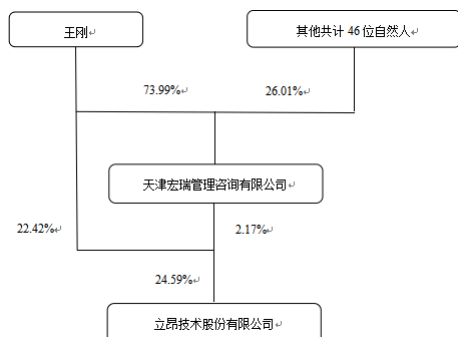 王刚
其他共计 46 位自然人
73.99%
26.01%
天津宏瑞管理咨询有限公司
22.42%
2.17%
24.59%
立昂技术股份有限公司